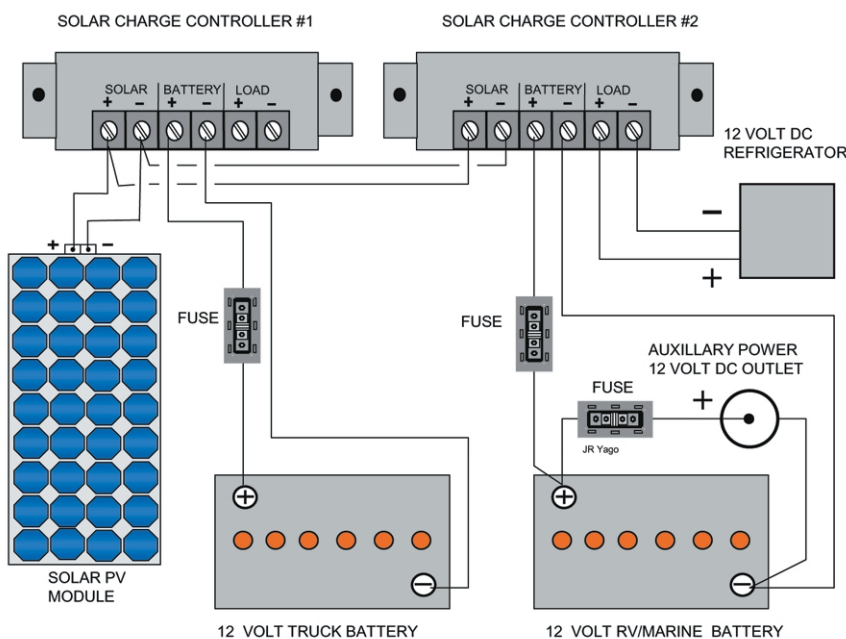 SOLAR CHARGE CONTROLLER #1
SOLAR CHARGE CONTROLLER #2
SOLAR BATTERY LOAD
+ − + − + −
SOLAR BATTERY LOAD
+ − + − + −
12 VOLT DC
REFRIGERATOR
−
+
+ −
FUSE
FUSE
AUXILLARY POWER
12 VOLT DC OUTLET
FUSE
+
JR Yago
+
+
−
−
SOLAR PV
MODULE
12 VOLT TRUCK BATTERY
12 VOLT RV/MARINE BATTERY